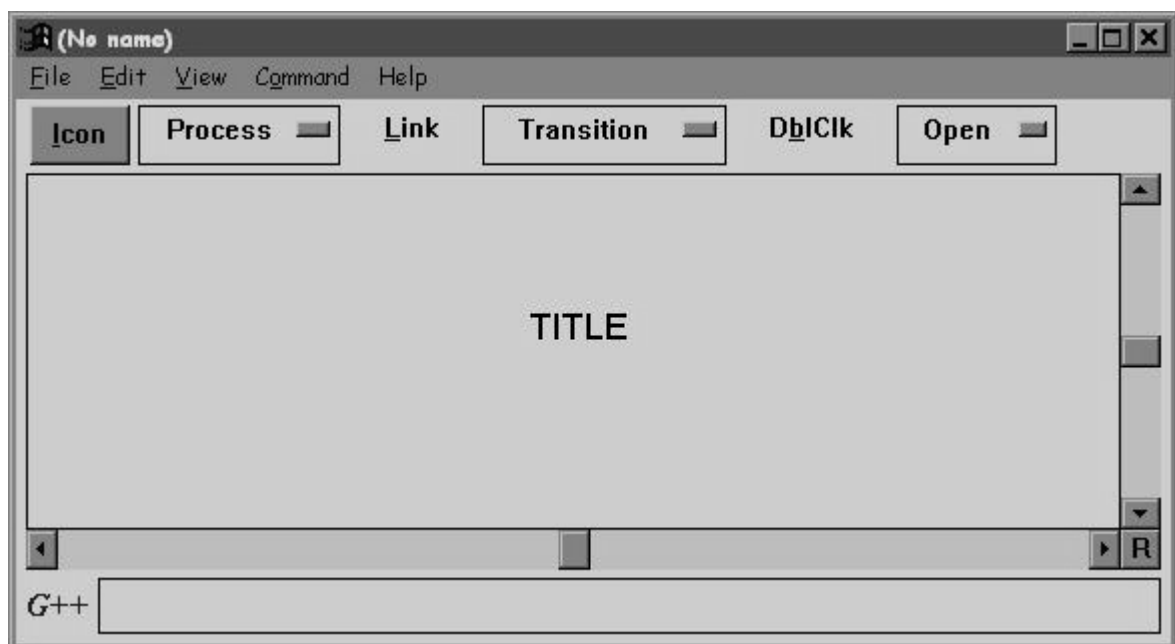 (No name)
File Edit View Command Help
Icon Process Link Transition DblClk Open
TITLE
R
G++